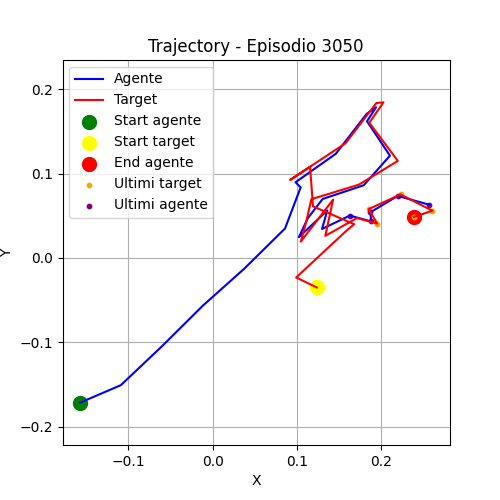 Trajectory - Episodio 3050
Agente
Target
Start agente
Start target
End agente
Ultimi target
Ultimi agente
0.2
0.1
0.0
−0.1
−0.2
Y
−0.1
0.0
0.1
0.2
X